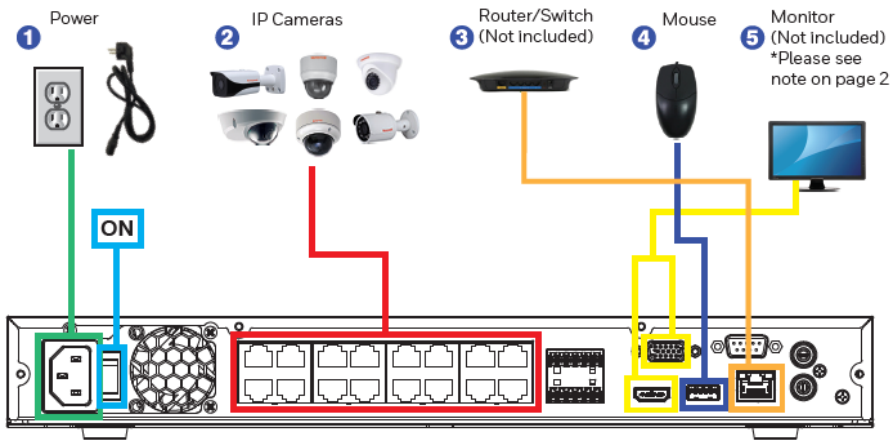 1 Power
2 IP Cameras
3 Router/Switch
(Not included)
4 Mouse
5 Monitor
(Not included)
*Please see
note on page 2
ON